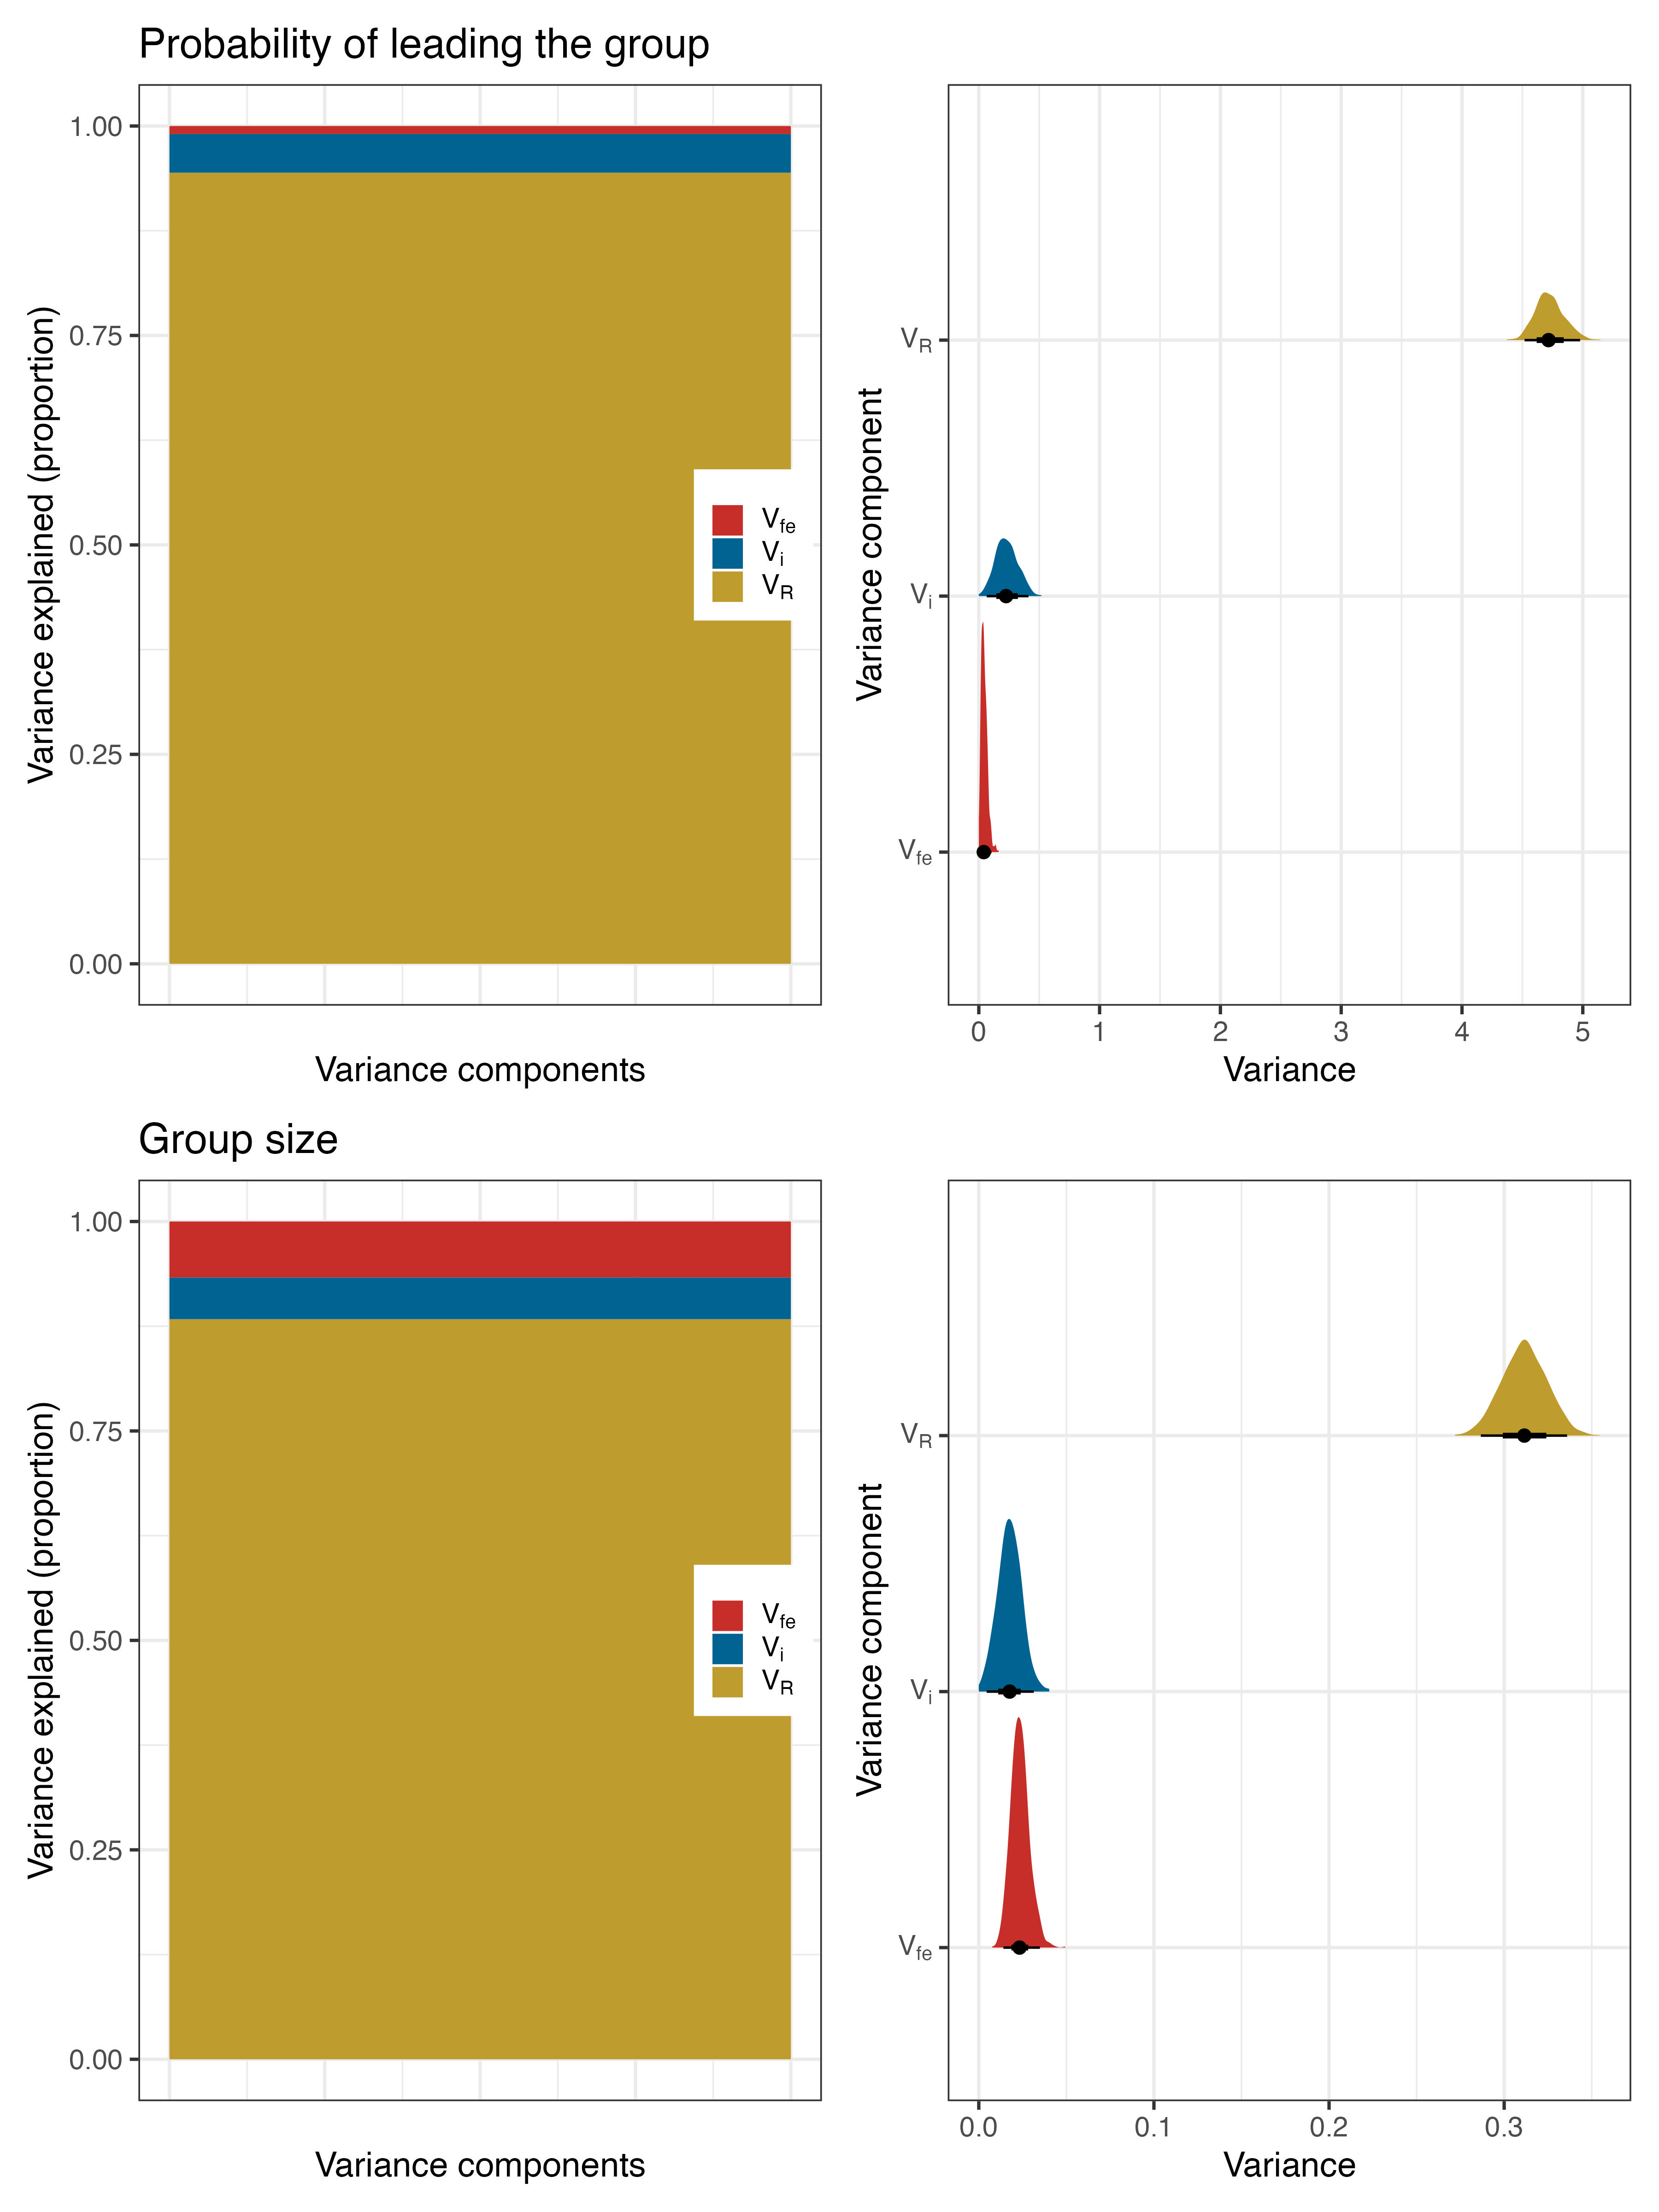 Probability of leading the group
Variance explained (proportion)
1.00
0.75
0.50
0.25
0.00
Vfe
Vi
VR
Variance components
Variance component
VR
Vi
Vfe
0 1 2 3 4 5
Variance
Group size
Variance explained (proportion)
1.00
0.75
0.50
0.25
0.00
Vfe
Vi
VR
Variance components
Variance component
VR
Vi
Vfe
0.0 0.1 0.2 0.3
Variance